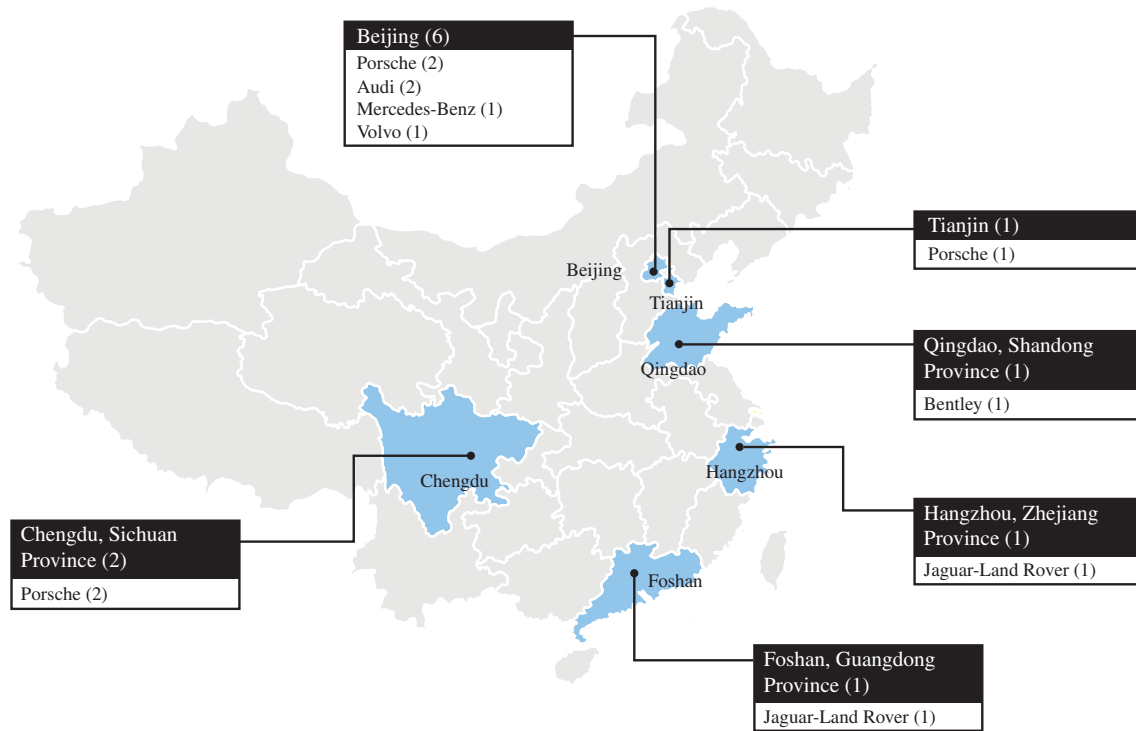 Beijing (6)
Porsche (2)
Audi (2)
Mercedes-Benz (1)
Volvo (1)
Tianjin (1)
Porsche (1)
Beijing
Tianjin
Qingdao, Shandong
Province (1)
Bentley (1)
Qingdao
Hangzhou
Chengdu
Hangzhou, Zhejiang
Province (1)
Jaguar-Land Rover (1)
Chengdu, Sichuan
Province (2)
Porsche (2)
Foshan
Foshan, Guangdong
Province (1)
Jaguar-Land Rover (1)